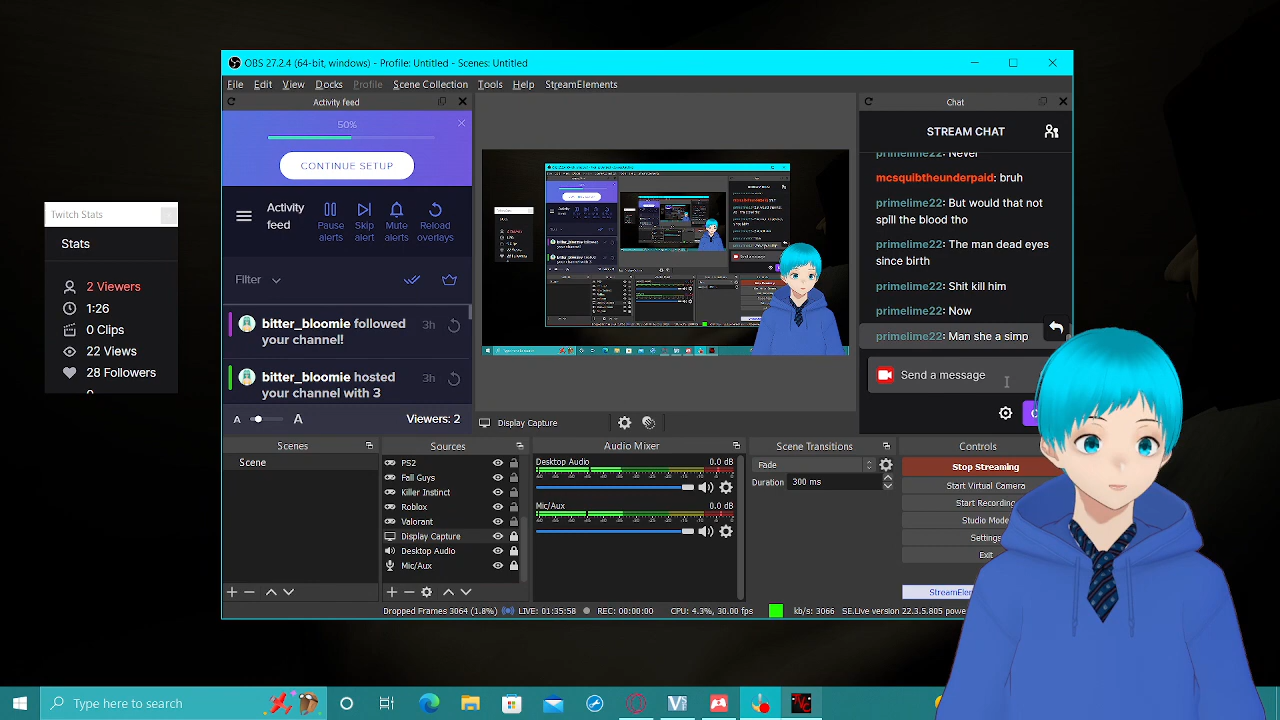 OBS 27.2.4 (64-bit, windows) - Profile: Untitled - Scenes: Untitled
File Edit View Docks Profile Scene Collection Tools Help StreamElements
Activity feed
50%
CONTINUE SETUP
Activity
feed
Pause
alerts
Skip
alert
Mute
alerts
Reload
overlays
Filter
bitter_bloomie followed
your channel!
3h
bitter_bloomie hosted
your channel with 3
3h
A A Viewers: 2
Twitch Stats
Stats
2 Viewers
1:26
0 Clips
22 Views
28 Followers
Display Capture
Chat
STREAM CHAT
primelime22: Never
mcsquibtheunderpaid: bruh
primelime22: But would that not
spill the blood tho
primelime22: The man dead eyes
since birth
primelime22: Shit kill him
primelime22: Now
primelime22: Man she a simp
Send a message
Scenes
Scene
Sources
PS2
Fall Guys
Killer Instinct
Roblox
Valorant
Display Capture
Desktop Audio
Mic/Aux
Audio Mixer
Desktop Audio 0.0 dB
Mic/Aux 0.0 dB
Scene Transitions
Fade
Duration 300 ms
Controls
Stop Streaming
Start Virtual Camera
Start Recording
Studio Mode
Settings
Exit
StreamElem
Dropped Frames 3064 (1.8%) LIVE: 01:35:58 REC: 00:00:00 CPU: 4.3%, 30.00 fps kb/s: 3066 SE.Live version 22.3.5.805 powe
Type here to search